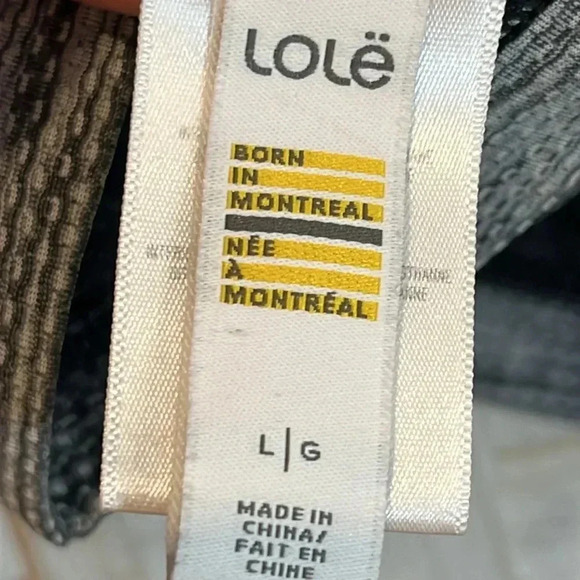 Lolë
BORN
IN
MONTREAL
NÉE
À
MONTRÉAL
L|G
MADE IN
CHINA/
FAIT EN
CHINE